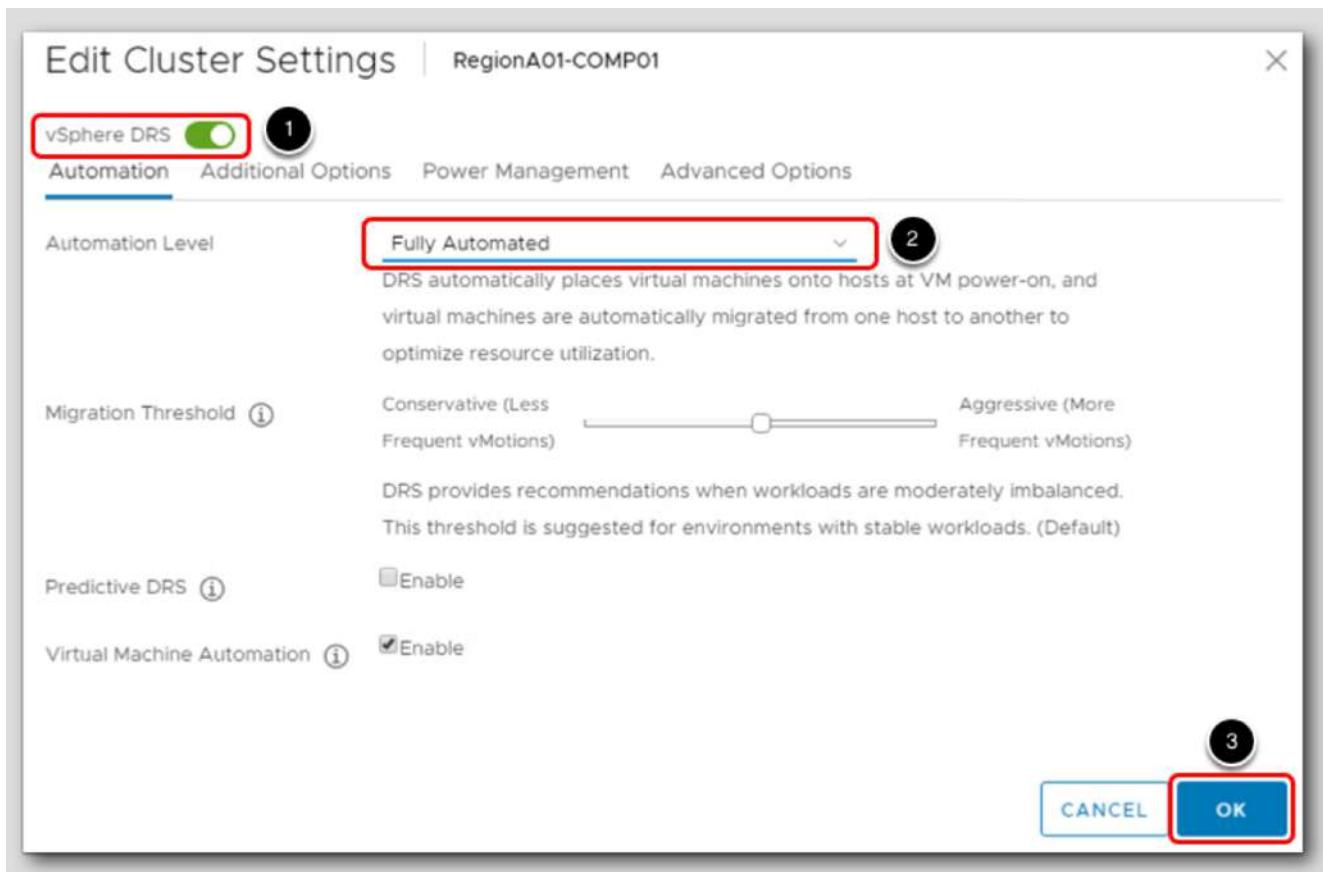 Edit Cluster Settings RegionA01-COMP01
vSphere DRS 1
Automation Additional Options Power Management Advanced Options
Automation Level
Fully Automated 2
DRS automatically places virtual machines onto hosts at VM power-on, and
virtual machines are automatically migrated from one host to another to
optimize resource utilization.
Migration Threshold
Conservative (Less
Frequent vMotions)
Aggressive (More
Frequent vMotions)
DRS provides recommendations when workloads are moderately imbalanced.
This threshold is suggested for environments with stable workloads. (Default)
Predictive DRS Enable
Virtual Machine Automation Enable
3
CANCEL OK